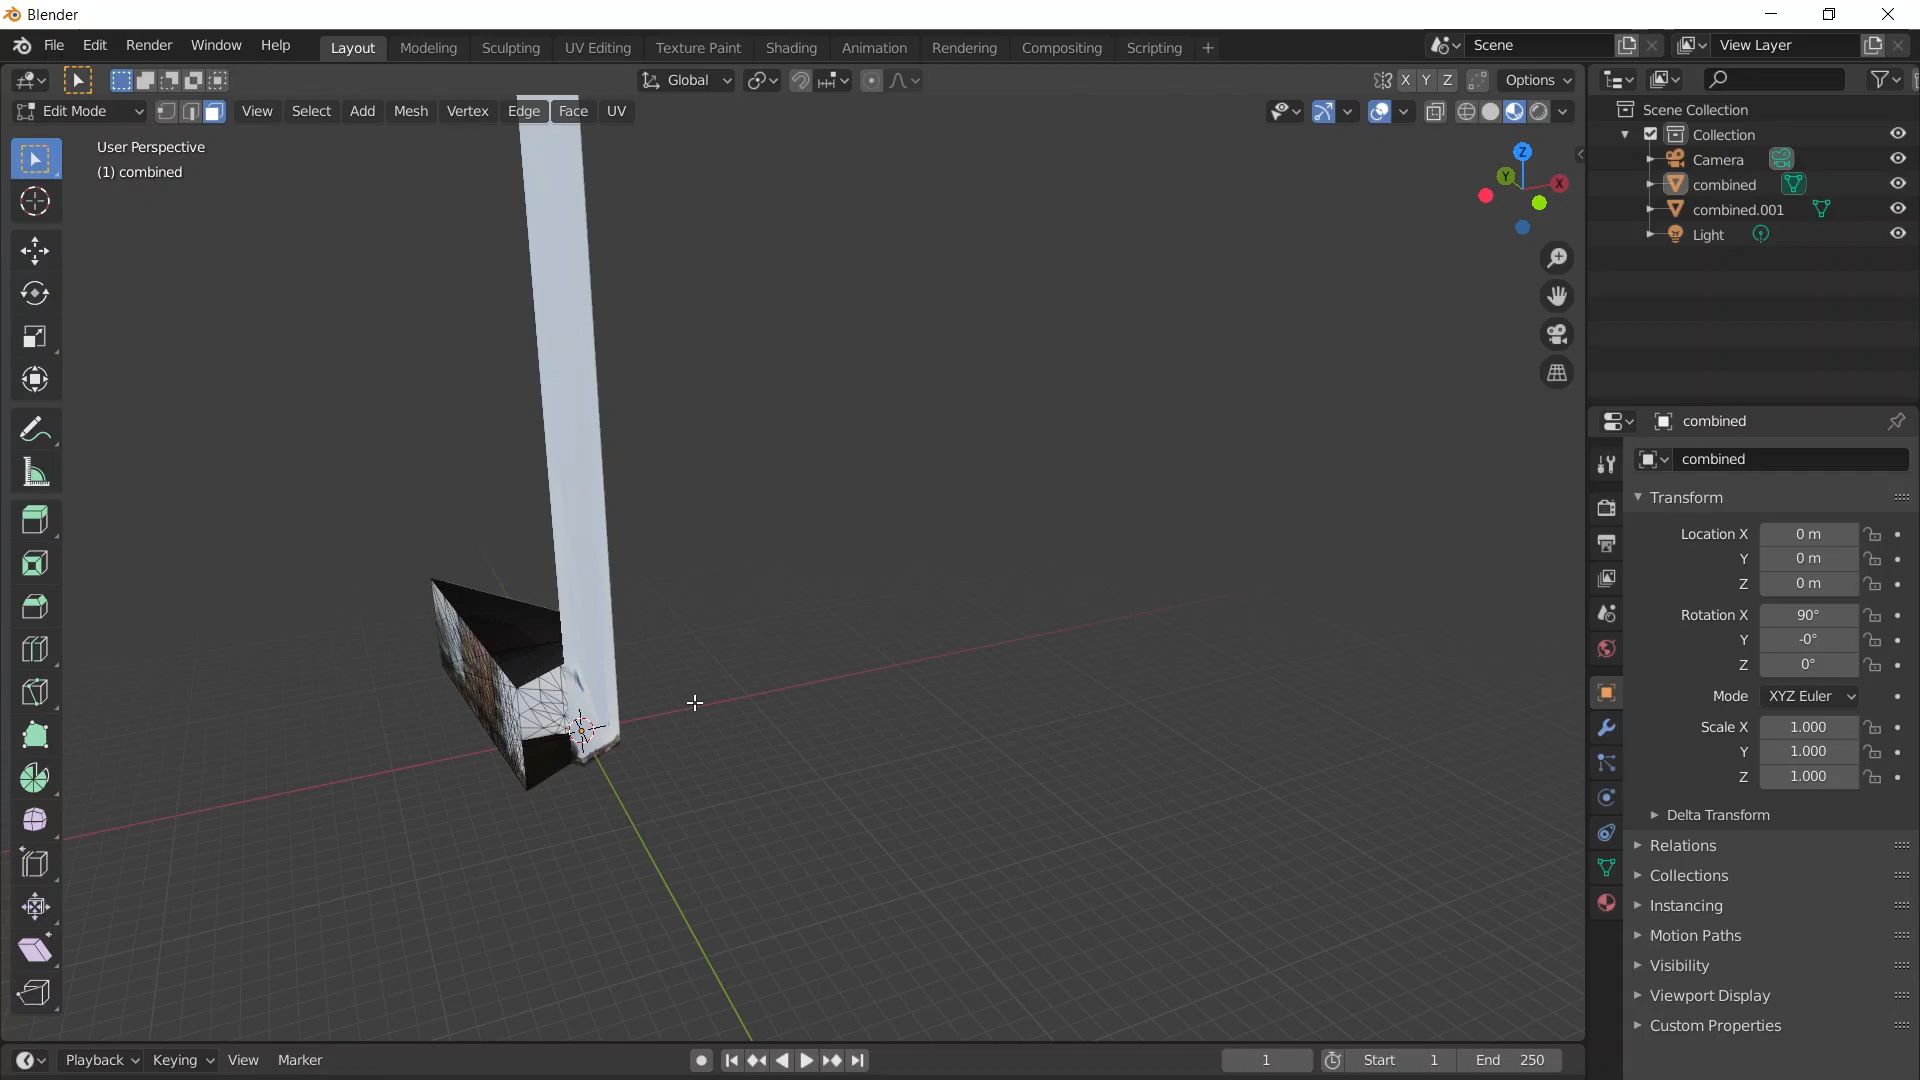 Blender
File Edit Render Window Help Layout Modeling Sculpting UV Editing Texture Paint Shading Animation Rendering Compositing Scripting + Scene View Layer
Global X Y Z Options
Edit Mode View Select Add Mesh Vertex Edge Face UV
User Perspective
(1) combined
Z
Y
X
Scene Collection
Collection
Camera
combined
combined.001
Light
combined
combined
Transform
Location X 0 m
Y 0 m
Z 0 m
Rotation X 90°
Y -0°
Z 0°
Mode XYZ Euler
Scale X 1.000
Y 1.000
Z 1.000
Delta Transform
Relations
Collections
Instancing
Motion Paths
Visibility
Viewport Display
Custom Properties
Playback Keying View Marker 1 Start 1 End 250